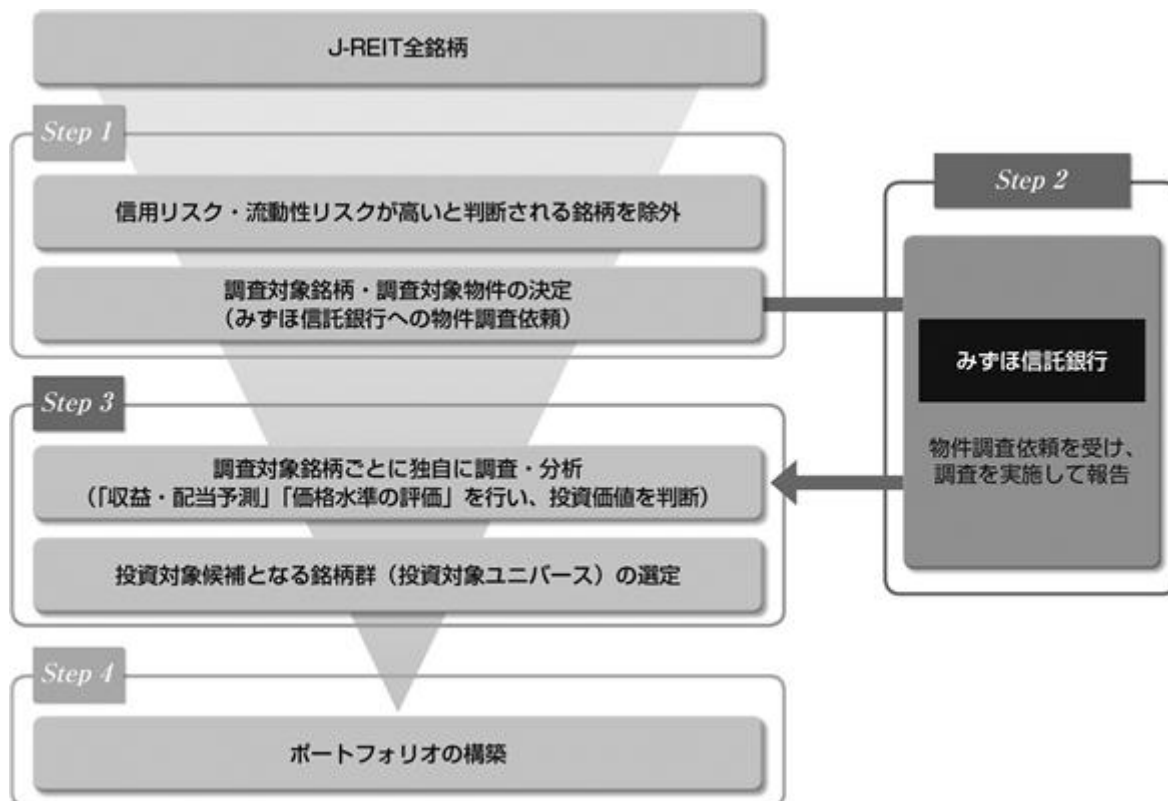 J-REIT全銘柄
Step 1
信用リスク・流動性リスクが高いと判断される銘柄を除外
調査対象銘柄・調査対象物件の決定
（みずほ信託銀行への物件調査依頼）
Step 2
みずほ信託銀行
物件調査依頼を受け、
調査を実施して報告
Step 3
調査対象銘柄ごとに独自に調査・分析
（「収益・配当予測」「価格水準の評価」を行い、投資価値を判断）
投資対象候補となる銘柄群（投資対象ユニバース）の選定
Step 4
ポートフォリオの構築